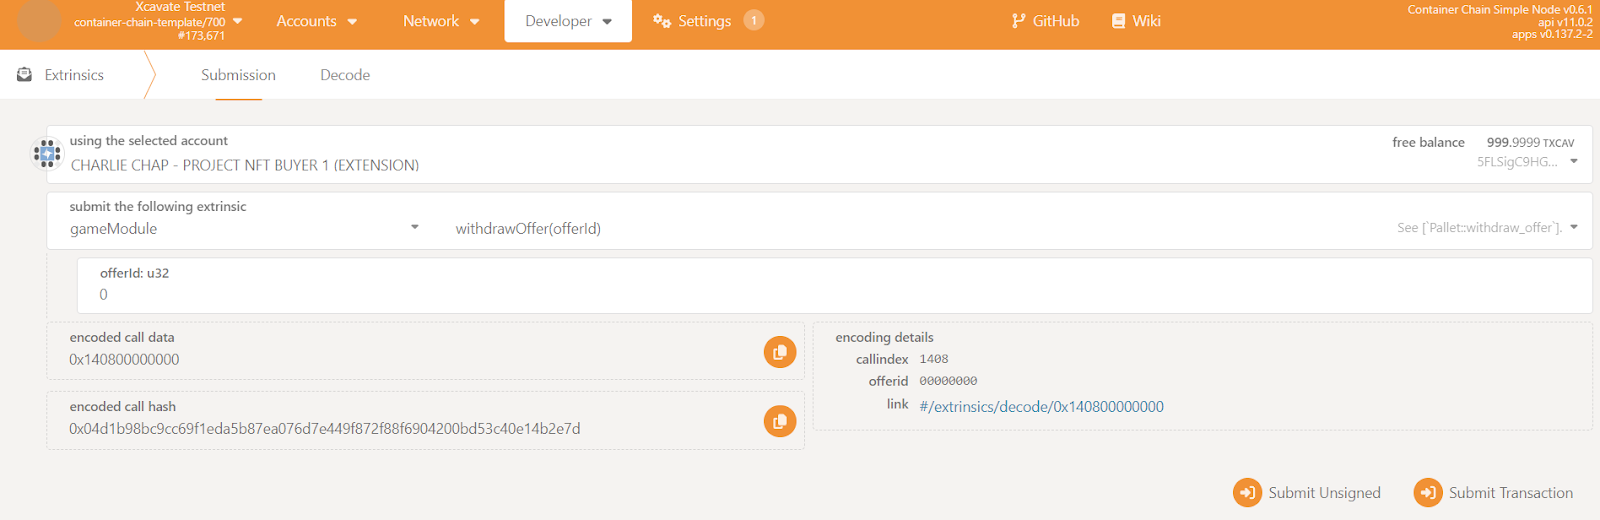 Xcavate Testnet
container-chain-template/700
#173,671
Accounts
Network
Developer
Settings 1
GitHub
Wiki
Container Chain Simple Node v0.6.1
api v11.0.2
apps v0.137.2-2
Extrinsics
Submission
Decode
using the selected account
CHARLIE CHAP - PROJECT NFT BUYER 1 (EXTENSION)
free balance 999.9999 TXCAV
5FLSigC9HG...
submit the following extrinsic
gameModule
withdrawOffer(offerId)
See [`Pallet::withdraw_offer`].
offerId: u32
0
encoded call data
0x140800000000
encoded call hash
0x04d1b98bc9cc69f1eda5b87ea076d7e449f872f88f6904200bd53c40e14b2e7d
encoding details
callindex 1408
offerid 00000000
link #/extrinsics/decode/0x140800000000
Submit Unsigned
Submit Transaction